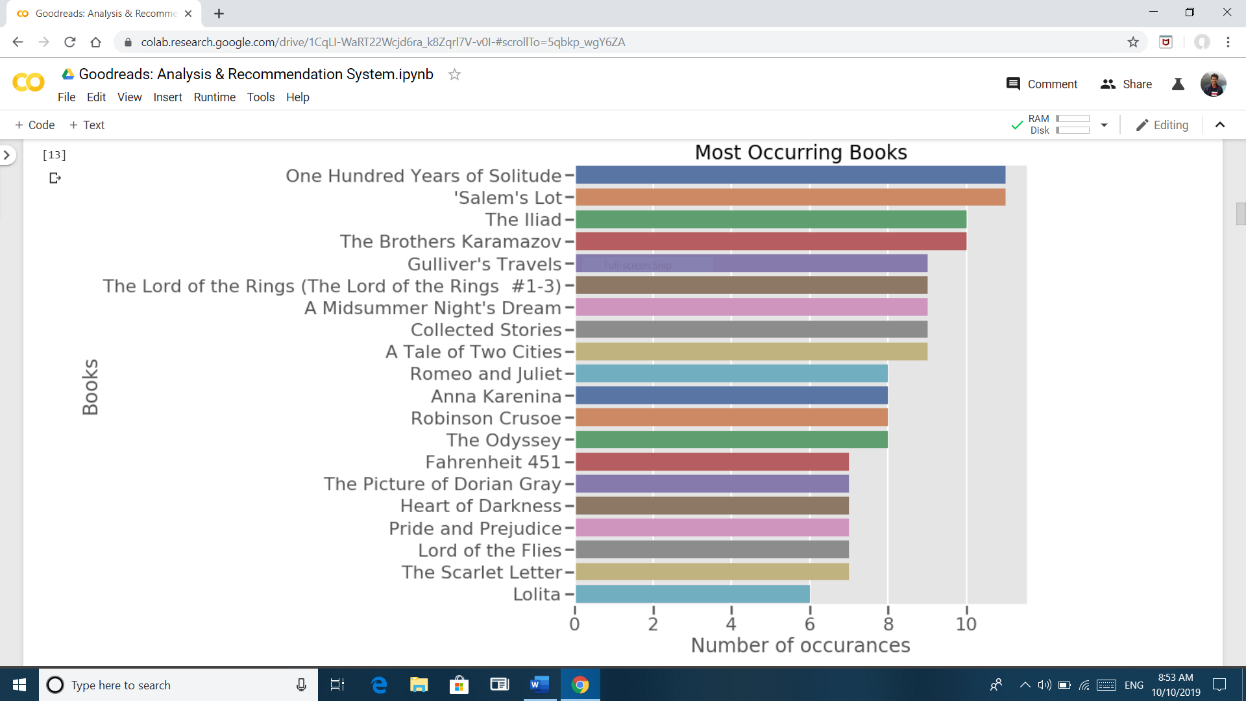 Goodreads: Analysis & Recomme
colab.research.google.com/drive/1CqLI-WaRT22Wcjd6ra_k8Zqrl7V-v0I-#scrollTo=5qbkp_wgY6ZA
Goodreads: Analysis & Recommendation System.ipynb
Comment
Share
File Edit View Insert Runtime Tools Help
+ Code + Text
RAM
Disk
Editing
[13]
Most Occurring Books
One Hundred Years of Solitude
'Salem's Lot
The Iliad
The Brothers Karamazov
Gulliver's Travels
The Lord of the Rings (The Lord of the Rings #1-3)
A Midsummer Night's Dream
Collected Stories
A Tale of Two Cities
Romeo and Juliet
Anna Karenina
Robinson Crusoe
The Odyssey
Fahrenheit 451
The Picture of Dorian Gray
Heart of Darkness
Pride and Prejudice
Lord of the Flies
The Scarlet Letter
Lolita
Books
0 2 4 6 8 10
Number of occurances
Type here to search
ENG
8:53 AM
10/10/2019